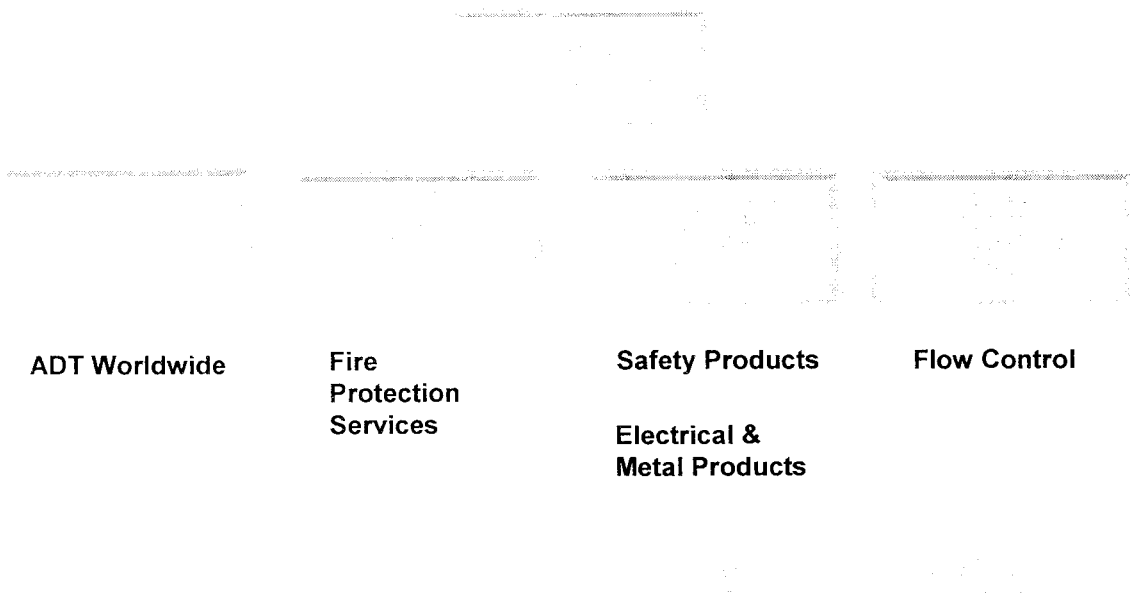 ADT Worldwide
Fire
Protection
Services
Safety Products
Electrical &
Metal Products
Flow Control